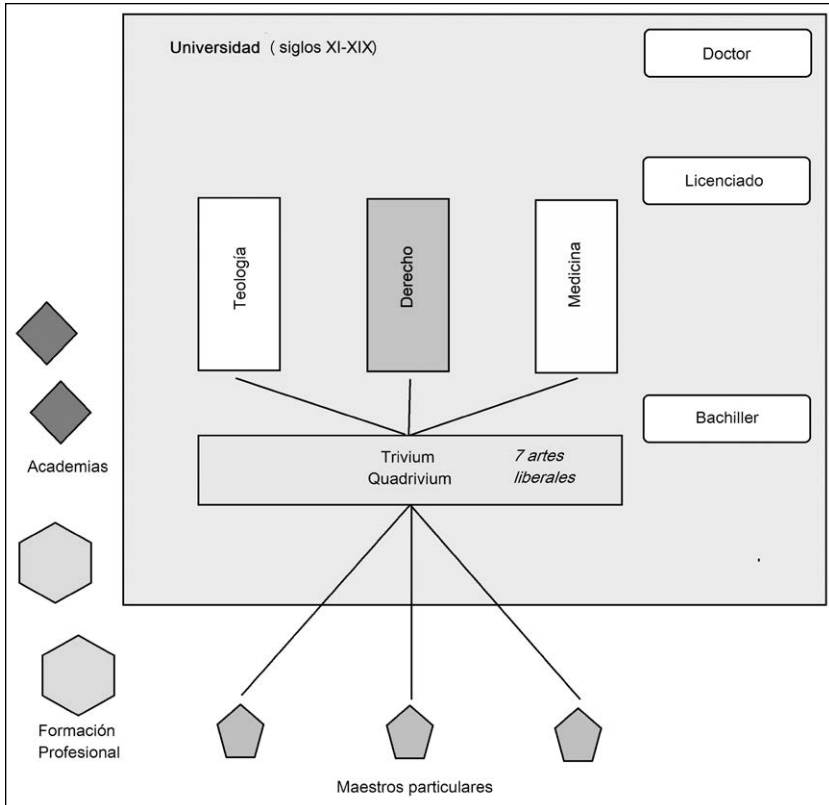 Universidad ( siglos XI-XIX)
Doctor
Licenciado
Teología
Derecho
Medicina
Bachiller
Trivium
Quadrivium
7 artes
liberales
Academias
Formación
Profesional
Maestros particulares